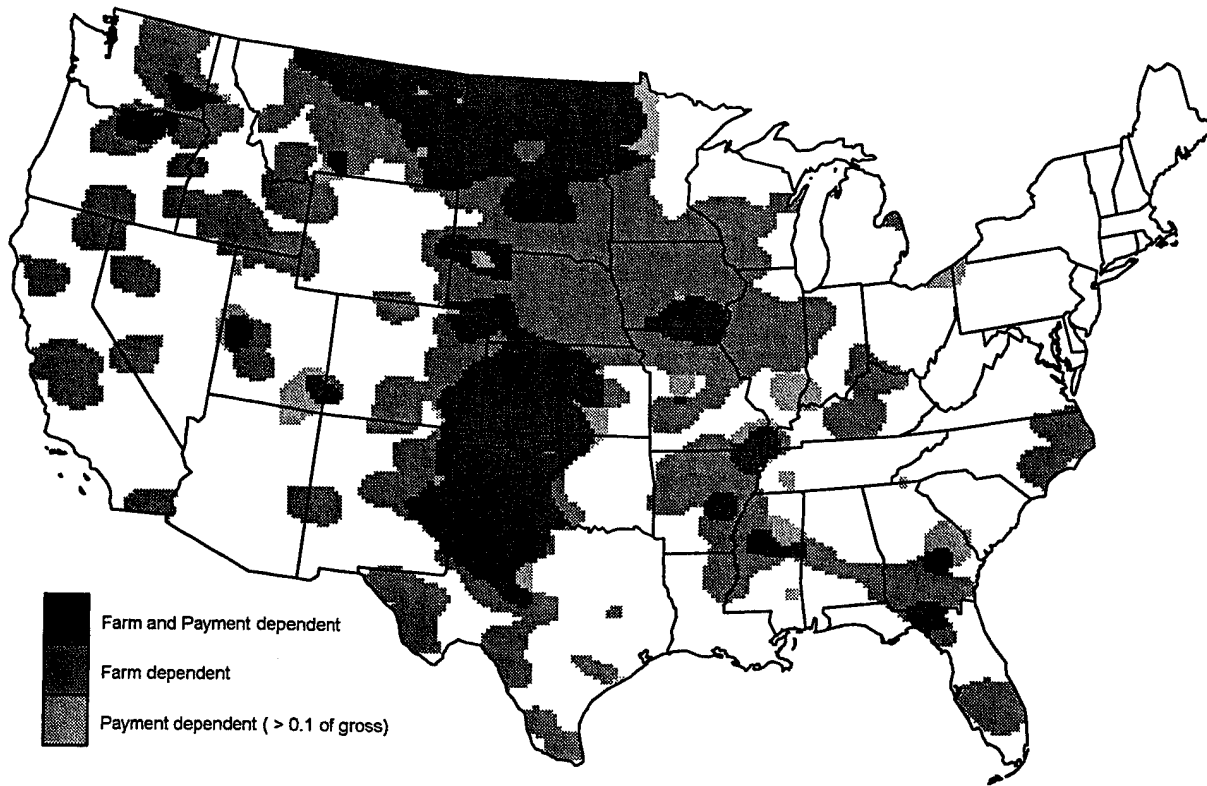 Farm and Payment dependent
Farm dependent
Payment dependent ( > 0.1 of gross)